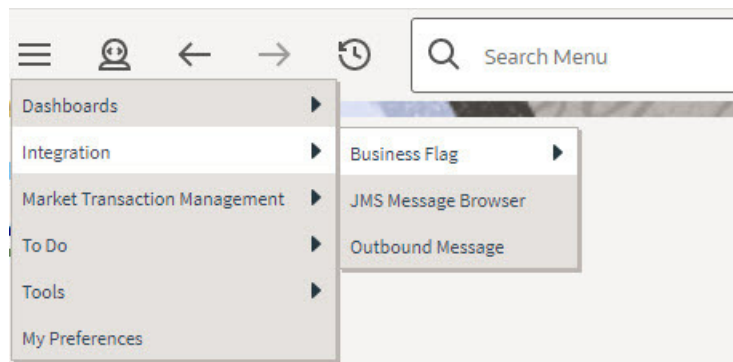 Search Menu
Dashboards
Integration
Market Transaction Management
To Do
Tools
My Preferences
Business Flag
JMS Message Browser
Outbound Message